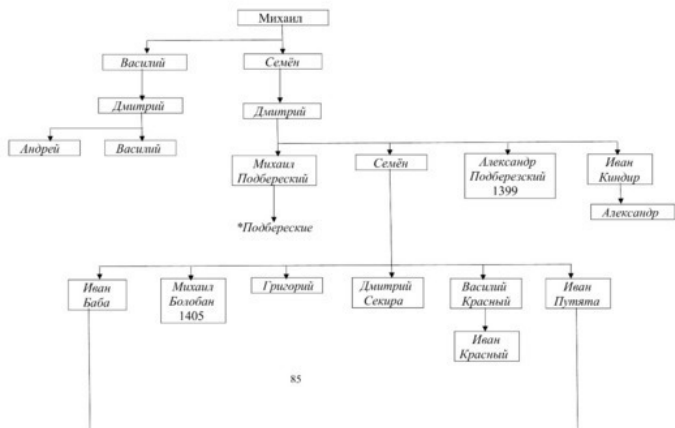 Михаил
Василий
Семён
Дмитрий
Дмитрий
Андрей
Василий
Михаил
Подбереский
Семён
Александр
Подберезский
1399
Иван
Киндир
*Подбереские
Александр
Иван
Баба
Михаил
Болобан
1405
Григорий
Дмитрий
Секира
Василий
Красный
Иван
Путята
Иван
Красный
85